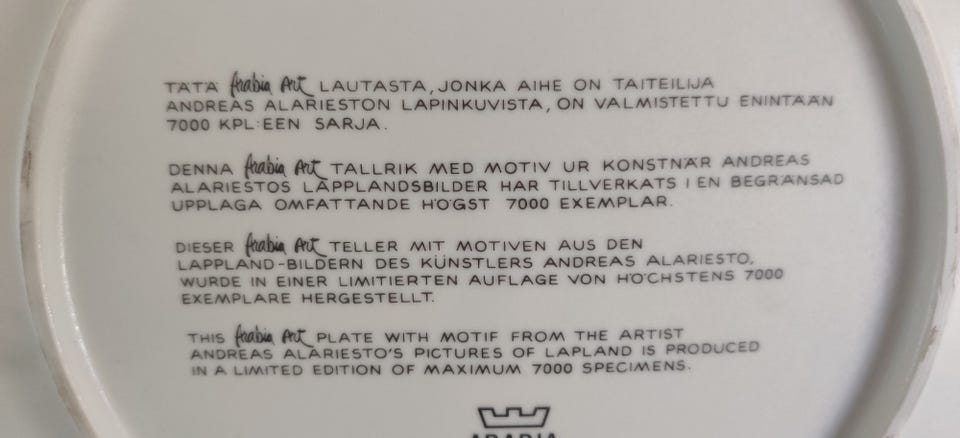 TÄTÄ Arabia Art LAUTASTA, JONKA AIHE ON TAITEILIJA
ANDREAS ALARIESTON LAPINKUVISTA, ON VALMISTETTU ENINTÄÄN
7000 KPL:EEN SARJA.
DENNA Arabia Art TALLRIK MED MOTIV UR KONSTNÄR ANDREAS
ALARIESTOS LAPPLANDSBILDER HAR TILLVERKATS I EN BEGRÄNSAD
UPPLAGA OMFATTANDE HÖGST 7000 EXEMPLAR.
DIESER Arabia Art TELLER MIT MOTIVEN AUS DEN
LAPPLAND-BILDERN DES KÜNSTLERS ANDREAS ALARIESTO,
WURDE IN EINER LIMITIERTEN AUFLAGE VON HÖCHSTENS 7000
EXEMPLARE HERGESTELLT.
THIS Arabia Art PLATE WITH MOTIF FROM THE ARTIST
ANDREAS ALARIESTO'S PICTURES OF LAPLAND IS PRODUCED
IN A LIMITED EDITION OF MAXIMUM 7000 SPECIMENS.
ARABIA